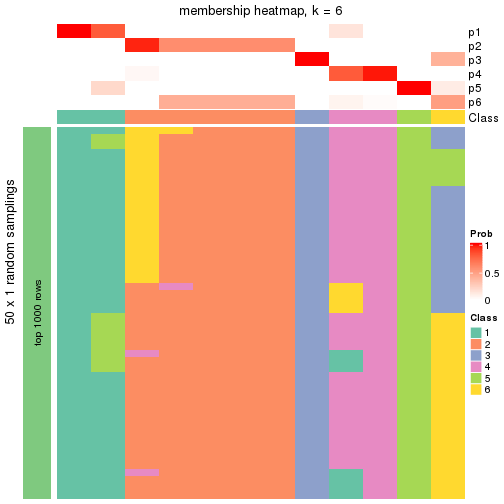 membership heatmap, k = 6
p1
p2
p3
p4
p5
p6
Class
50 x 1 random samplings
top 1000 rows
Prob
1
0.5
0
Class
1
2
3
4
5
6